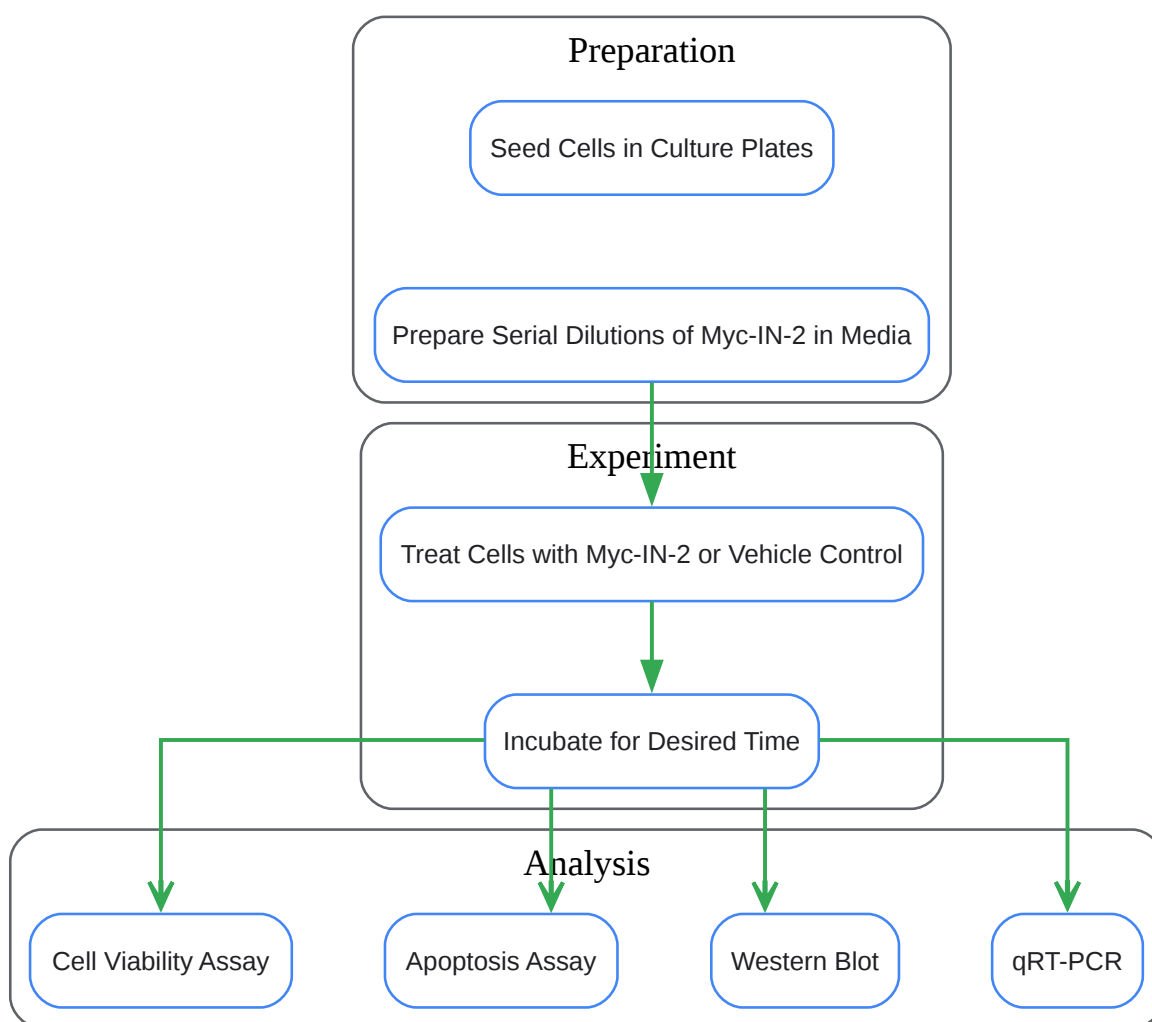 Preparation
Seed Cells in Culture Plates
Prepare Serial Dilutions of Myc-IN-2 in Media
Experiment
Treat Cells with Myc-IN-2 or Vehicle Control
Incubate for Desired Time
Analysis
Cell Viability Assay
Apoptosis Assay
Western Blot
qRT-PCR